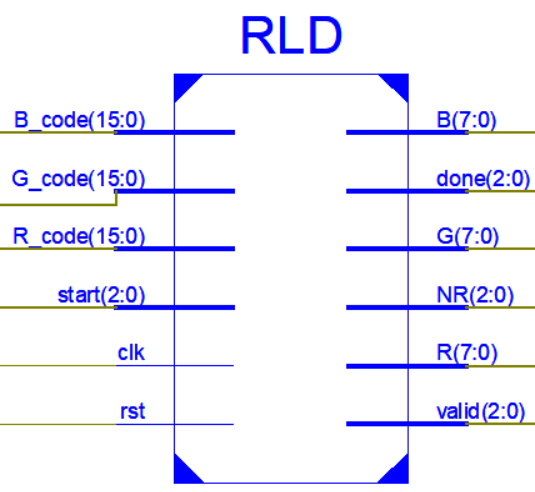 RLD
B_code(15:0)
B(7:0)
G_code(15:0)
done(2:0)
R_code(15:0)
G(7:0)
start(2:0)
NR(2:0)
clk
R(7:0)
rst
valid(2:0)